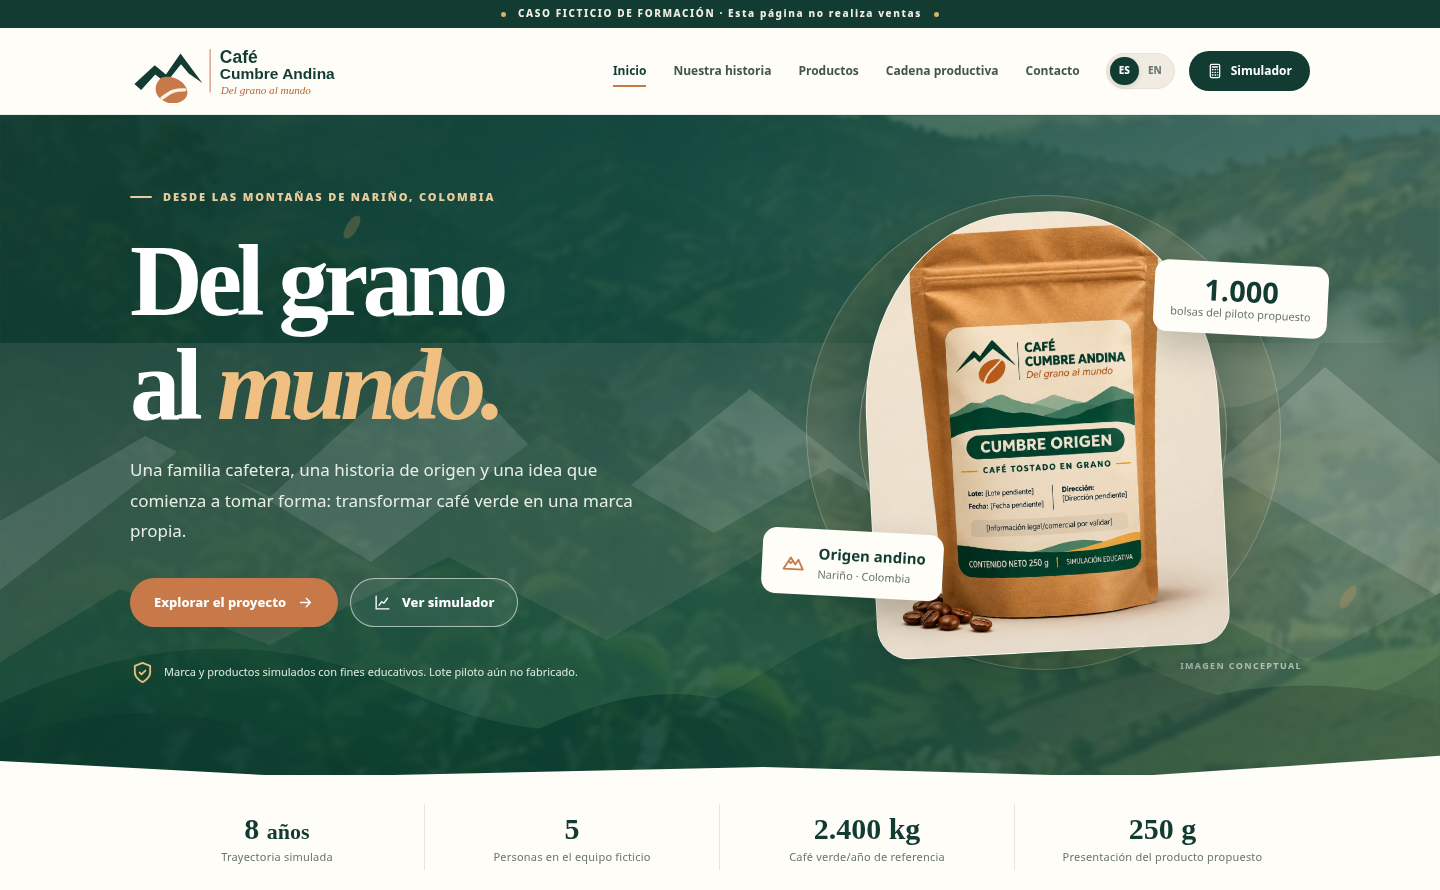 CASO FICTICIO DE FORMACIÓN · Esta página no realiza ventas
Café
Cumbre Andina
Del grano al mundo
Inicio
Nuestra historia
Productos
Cadena productiva
Contacto
ES
EN
Simulador
DESDE LAS MONTAÑAS DE NARIÑO, COLOMBIA
Del grano
al mundo.
Una familia cafetera, una historia de origen y una idea que
comienza a tomar forma: transformar café verde en una marca
propia.
Explorar el proyecto
Ver simulador
Marca y productos simulados con fines educativos. Lote piloto aún no fabricado.
1.000
bolsas del piloto propuesto
CAFÉ
CUMBRE ANDINA
Del grano al mundo
CUMBRE ORIGEN
CAFÉ TOSTADO EN GRANO
Lote: [Lote pendiente]
Fecha: [Fecha pendiente]
Dirección:
[Dirección pendiente]
[Información legal/comercial por validar]
CONTENIDO NETO 250 g
SIMULACIÓN EDUCATIVA
Origen andino
Nariño · Colombia
IMAGEN CONCEPTUAL
8 años
Trayectoria simulada
5
Personas en el equipo ficticio
2.400 kg
Café verde/año de referencia
250 g
Presentación del producto propuesto